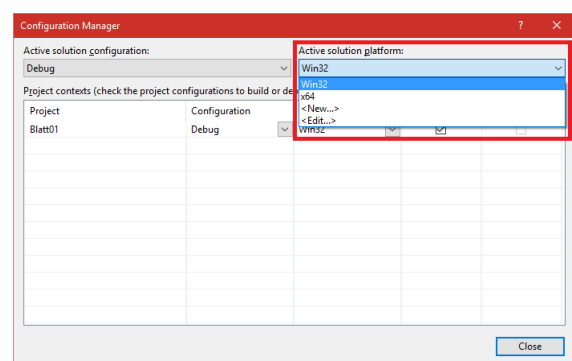 Configuration Manager ? ×
Active solution configuration: Active solution platform:
Debug Win32
Win32
Project contexts (check the project configurations to build or de
x64
<New...>
Project Configuration
<Edit...>
Blatt01 Debug Win32
Close